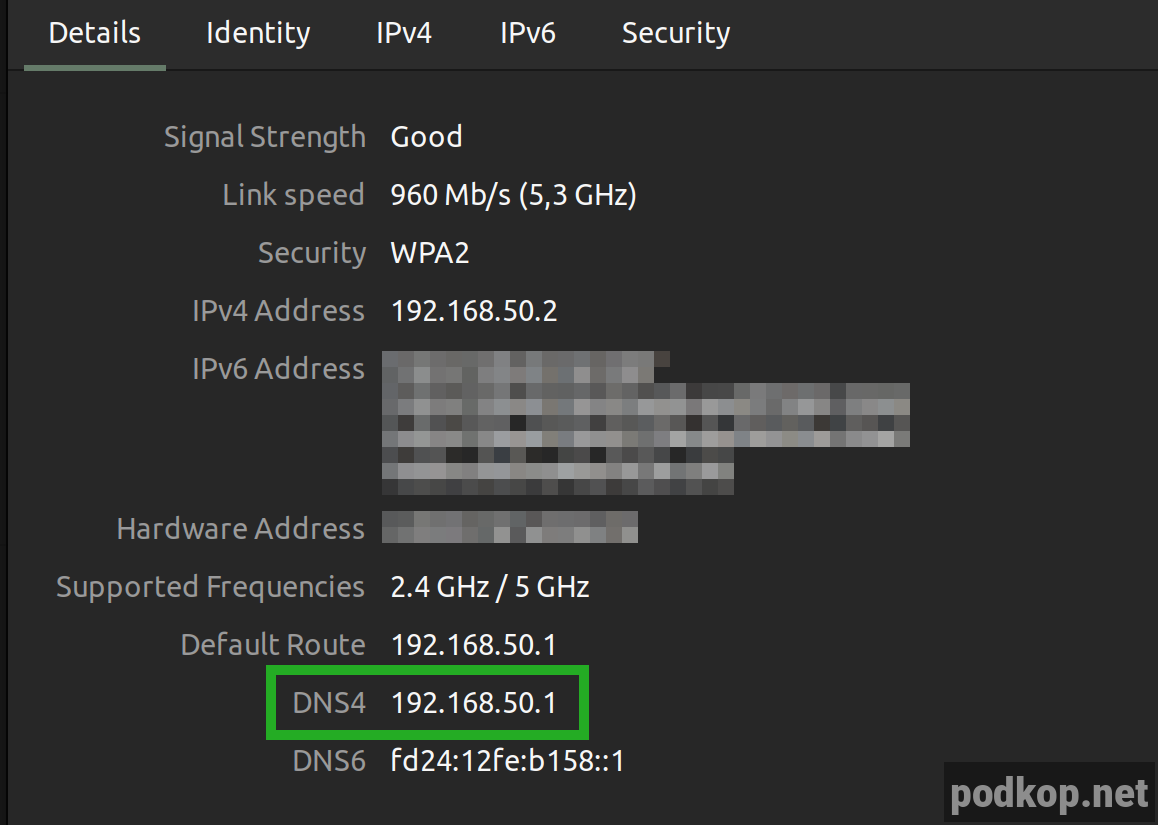 Details Identity IPv4 IPv6 Security
Signal Strength Good
Link speed 960 Mb/s (5,3 GHz)
Security WPA2
IPv4 Address 192.168.50.2
IPv6 Address
Hardware Address
Supported Frequencies 2.4 GHz / 5 GHz
Default Route 192.168.50.1
DNS4 192.168.50.1
DNS6 fd24:12fe:b158::1
podkop.net